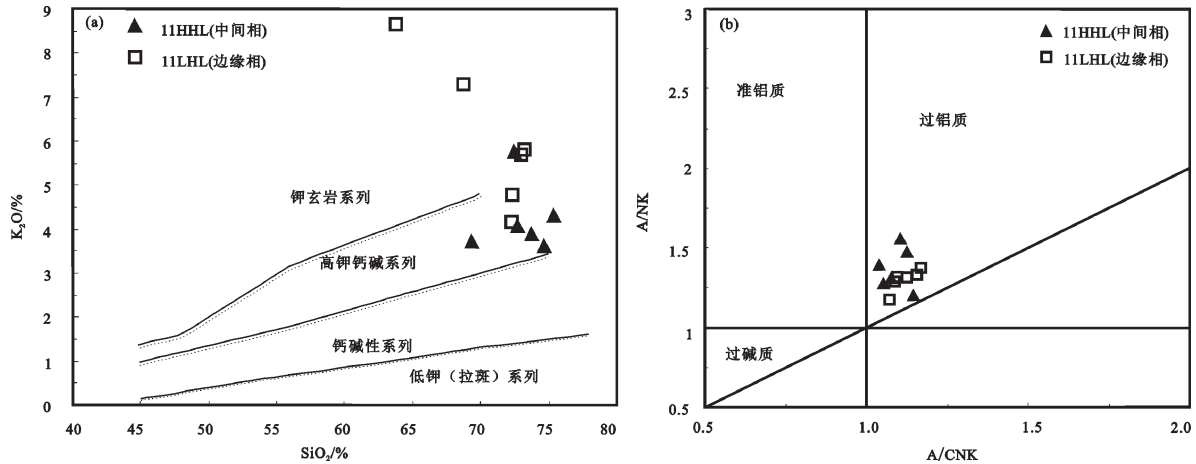 (a)
11HHL(中间相)
11LHL(边缘相)
钾玄岩系列
高钾钙碱系列
钙碱性系列
低钾（拉斑）系列
K₂O/%
9
8
7
6
5
4
3
2
1
0
40 45 50 55 60 65 70 75 80
SiO₂/%
(b)
11HHL(中间相)
11LHL(边缘相)
准铝质
过铝质
过碱质
A/NK
3
2.5
2
1.5
1
0.5
0.5 1.0 1.5 2.0
A/CNK